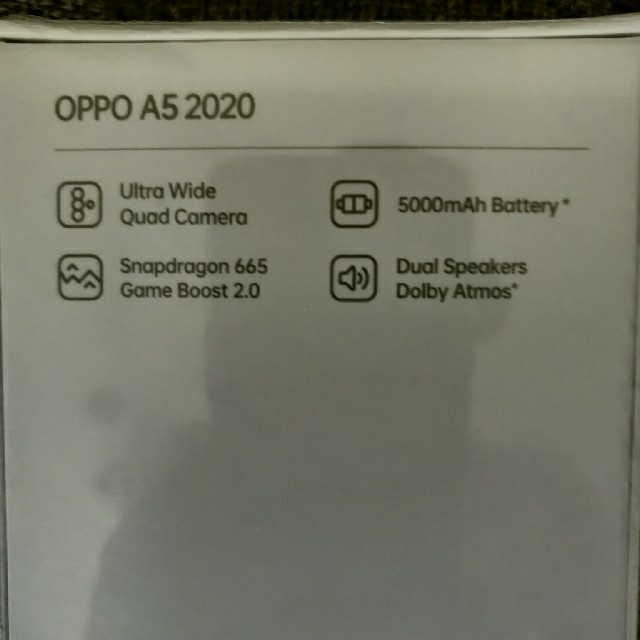 OPPO A5 2020
Ultra Wide
Quad Camera
5000mAh Battery*
Snapdragon 665
Game Boost 2.0
Dual Speakers
Dolby Atmos*